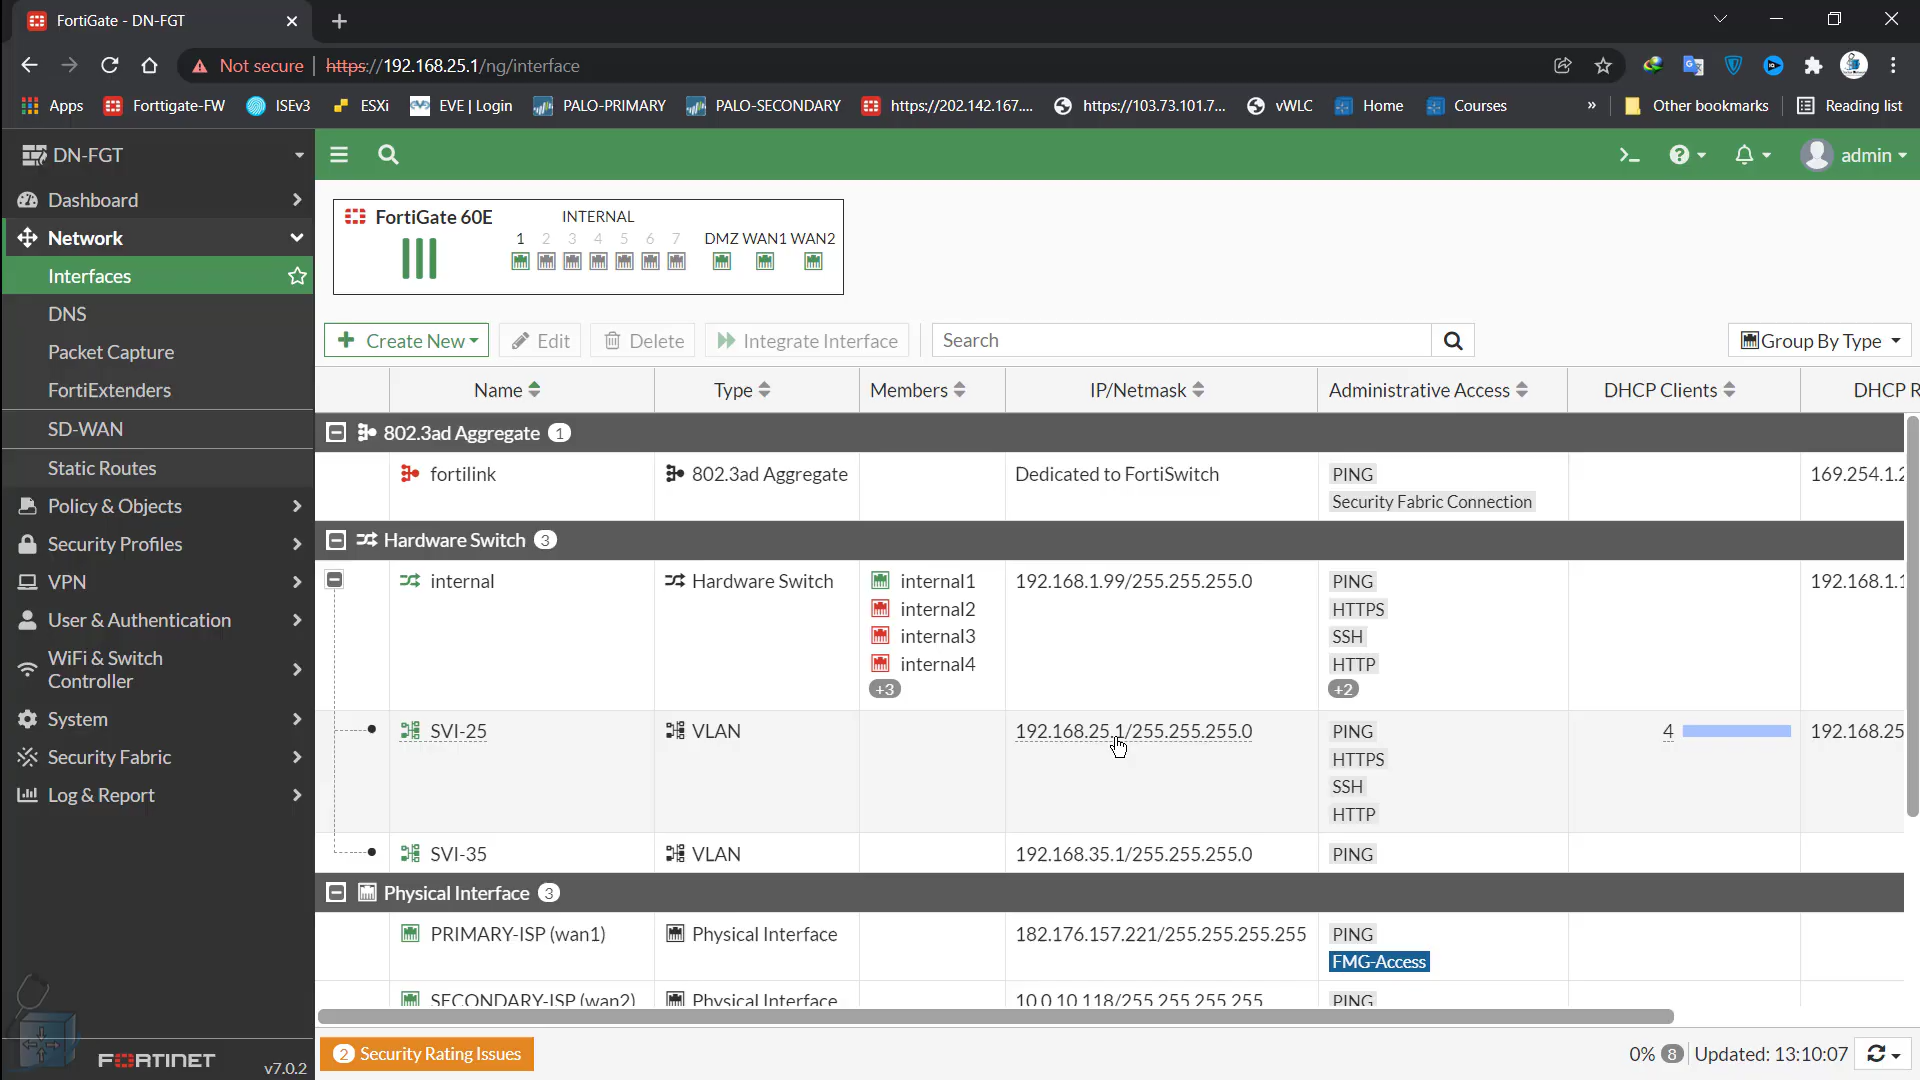 FortiGate - DN-FGT
Not secure | https://192.168.25.1/ng/interface
Apps Forttigate-FW ISEv3 ESXi EVE | Login PALO-PRIMARY PALO-SECONDARY https://202.142.167.... https://103.73.101.7... vWLC Home Courses » Other bookmarks Reading list
DN-FGT
admin
Dashboard
Network
Interfaces
DNS
Packet Capture
FortiExtenders
SD-WAN
Static Routes
Policy & Objects
Security Profiles
VPN
User & Authentication
WiFi & Switch
Controller
System
Security Fabric
Log & Report
FORTINET v7.0.2
FortiGate 60E INTERNAL
1 2 3 4 5 6 7 DMZ WAN1 WAN2
+ Create New Edit Delete Integrate Interface Search Group By Type
Name Type Members IP/Netmask Administrative Access DHCP Clients DHCP R
802.3ad Aggregate 1
fortilink 802.3ad Aggregate Dedicated to FortiSwitch PING 169.254.1.2
Security Fabric Connection
Hardware Switch 3
internal Hardware Switch internal1 192.168.1.99/255.255.255.0 PING 192.168.1.1
internal2 HTTPS
internal3 SSH
internal4 HTTP
+3 +2
SVI-25 VLAN 192.168.25.1/255.255.255.0 PING 4 192.168.25
HTTPS
SSH
HTTP
SVI-35 VLAN 192.168.35.1/255.255.255.0 PING
Physical Interface 3
PRIMARY-ISP (wan1) Physical Interface 182.176.157.221/255.255.255.255 PING
FMG-Access
SECONDARY-ISP (wan2) Physical Interface 10.0.10.118/255.255.255.255 PING
2 Security Rating Issues 0% 8 Updated: 13:10:07